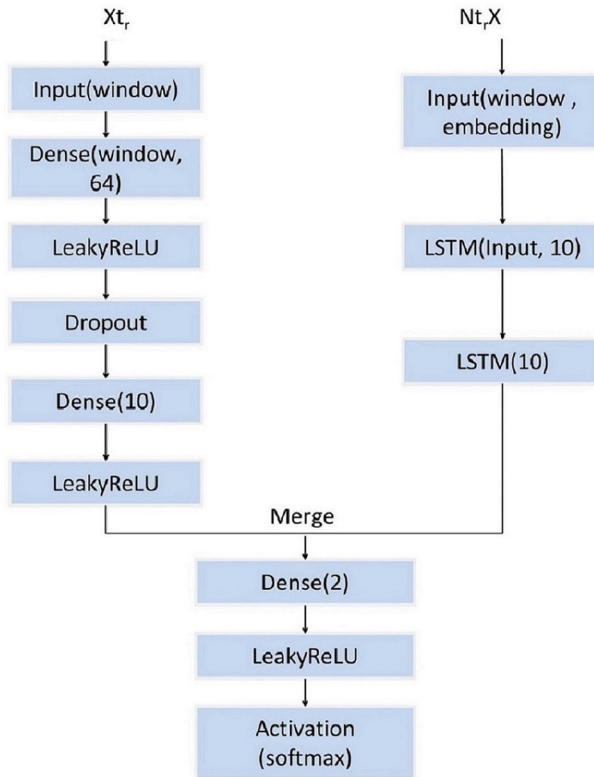 Xtᵣ
Input(window)
Dense(window,
64)
LeakyReLU
Dropout
Dense(10)
LeakyReLU
NtᵣX
Input(window ,
embedding)
LSTM(Input, 10)
LSTM(10)
Merge
Dense(2)
LeakyReLU
Activation
(softmax)